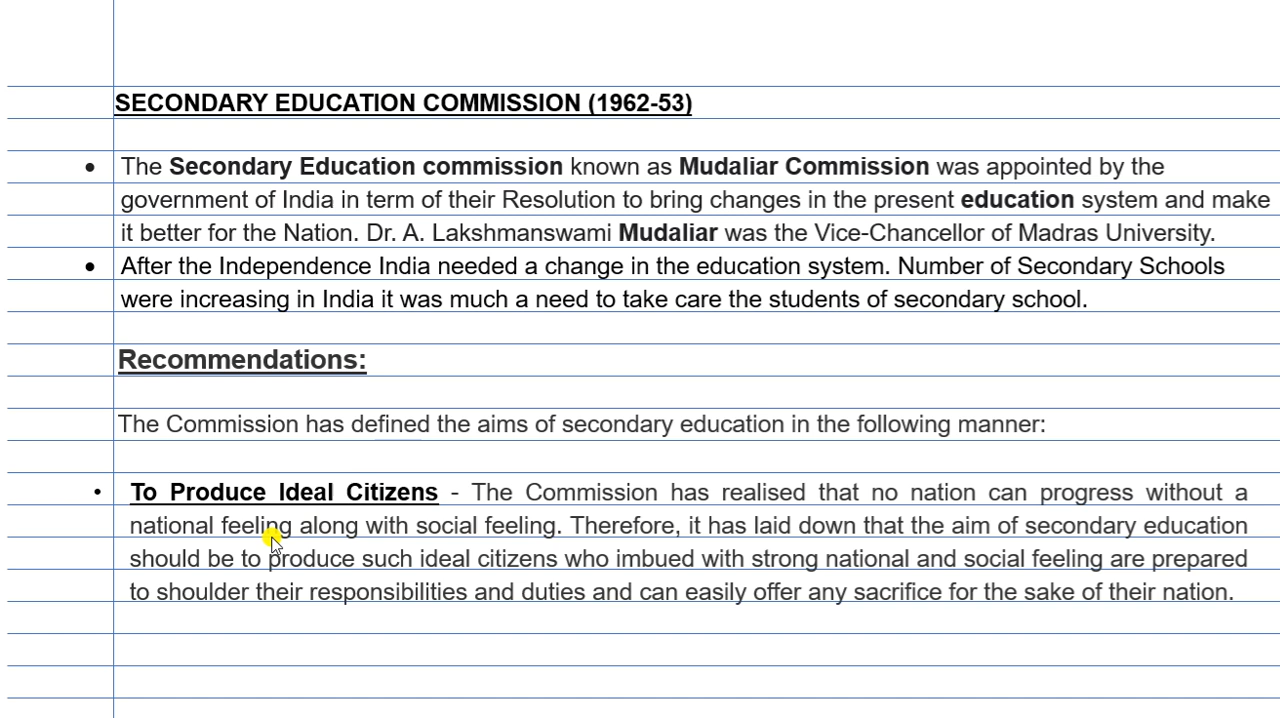 SECONDARY EDUCATION COMMISSION (1962-53)
• The Secondary Education commission known as Mudaliar Commission was appointed by the
government of India in term of their Resolution to bring changes in the present education system and make
it better for the Nation. Dr. A. Lakshmanswami Mudaliar was the Vice-Chancellor of Madras University.
• After the Independence India needed a change in the education system. Number of Secondary Schools
were increasing in India it was much a need to take care the students of secondary school.
Recommendations:
The Commission has defined the aims of secondary education in the following manner:
• To Produce Ideal Citizens - The Commission has realised that no nation can progress without a
national feeling along with social feeling. Therefore, it has laid down that the aim of secondary education
should be to produce such ideal citizens who imbued with strong national and social feeling are prepared
to shoulder their responsibilities and duties and can easily offer any sacrifice for the sake of their nation.